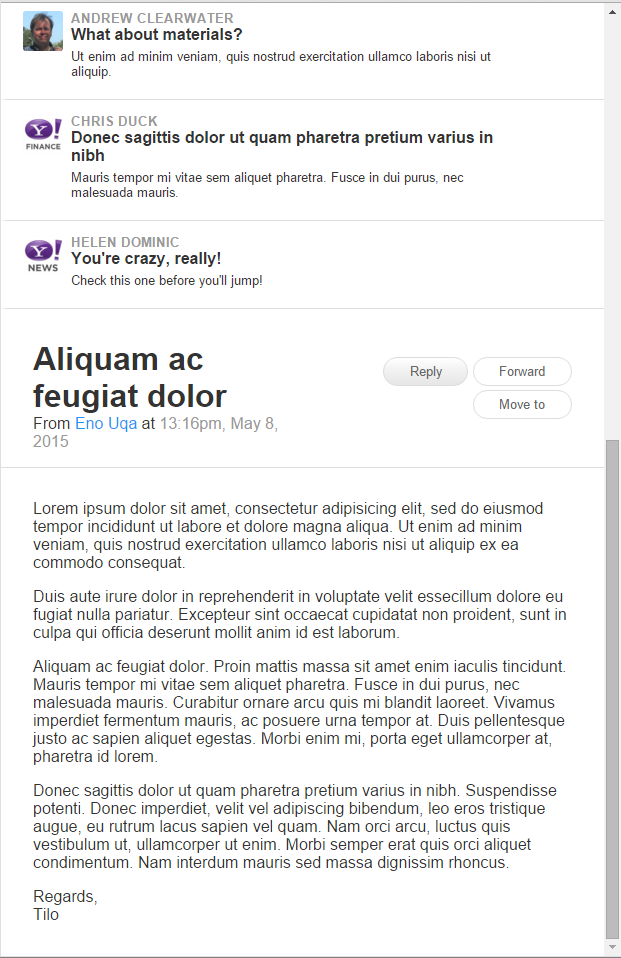 ANDREW CLEARWATER
What about materials?
Ut enim ad minim veniam, quis nostrud exercitation ullamco laboris nisi ut
aliquip.
Y!
FINANCE
CHRIS DUCK
Donec sagittis dolor ut quam pharetra pretium varius in
nibh
Mauris tempor mi vitae sem aliquet pharetra. Fusce in dui purus, nec
malesuada mauris.
Y!
NEWS
HELEN DOMINIC
You're crazy, really!
Check this one before you'll jump!
Aliquam ac
feugiat dolor
From Eno Uqa at 13:16pm, May 8,
2015
Reply
Forward
Move to
Lorem ipsum dolor sit amet, consectetur adipisicing elit, sed do eiusmod
tempor incididunt ut labore et dolore magna aliqua. Ut enim ad minim
veniam, quis nostrud exercitation ullamco laboris nisi ut aliquip ex ea
commodo consequat.
Duis aute irure dolor in reprehenderit in voluptate velit essecillum dolore eu
fugiat nulla pariatur. Excepteur sint occaecat cupidatat non proident, sunt in
culpa qui officia deserunt mollit anim id est laborum.
Aliquam ac feugiat dolor. Proin mattis massa sit amet enim iaculis tincidunt.
Mauris tempor mi vitae sem aliquet pharetra. Fusce in dui purus, nec
malesuada mauris. Curabitur ornare arcu quis mi blandit laoreet. Vivamus
imperdiet fermentum mauris, ac posuere urna tempor at. Duis pellentesque
justo ac sapien aliquet egestas. Morbi enim mi, porta eget ullamcorper at,
pharetra id lorem.
Donec sagittis dolor ut quam pharetra pretium varius in nibh. Suspendisse
potenti. Donec imperdiet, velit vel adipiscing bibendum, leo eros tristique
augue, eu rutrum lacus sapien vel quam. Nam orci arcu, luctus quis
vestibulum ut, ullamcorper ut enim. Morbi semper erat quis orci aliquet
condimentum. Nam interdum mauris sed massa dignissim rhoncus.
Regards,
Tilo